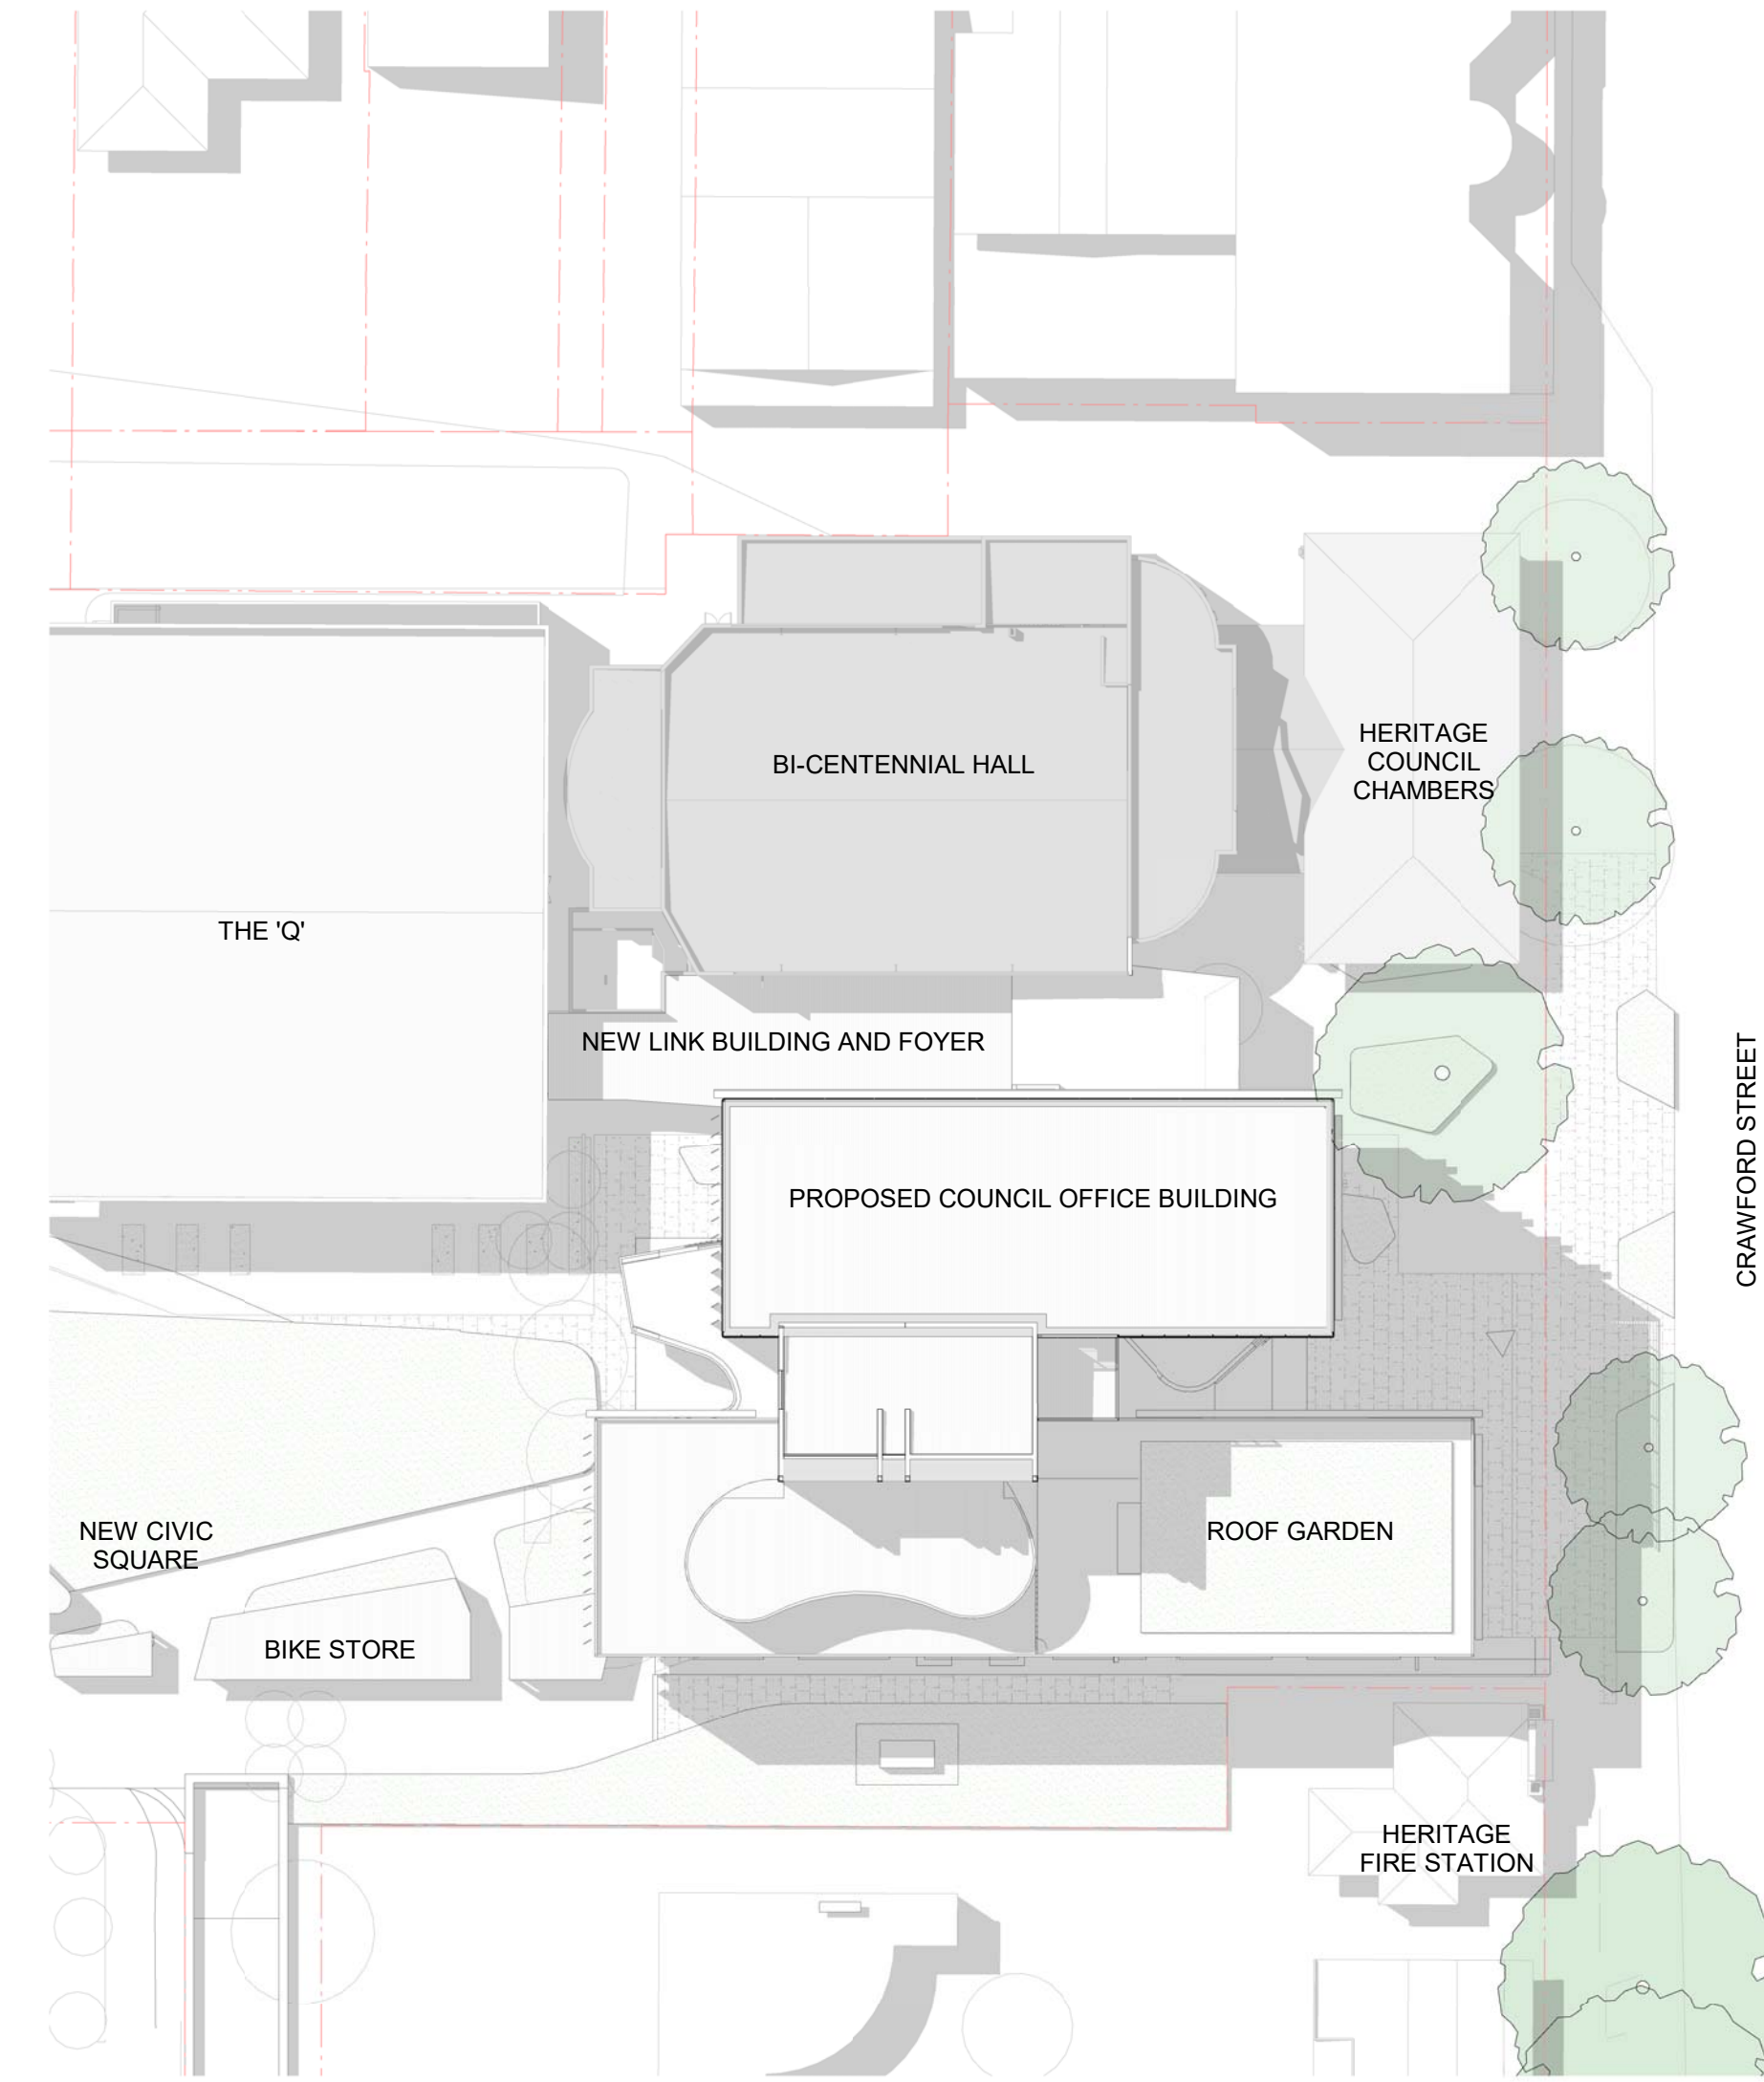 HERITAGE
COUNCIL
CHAMBERS
BI-CENTENNIAL HALL
THE 'Q'
NEW LINK BUILDING AND FOYER
CRAWFORD STREET
PROPOSED COUNCIL OFFICE BUILDING
NEW CIVIC
SQUARE
ROOF GARDEN
BIKE STORE
HERITAGE
FIRE STATION